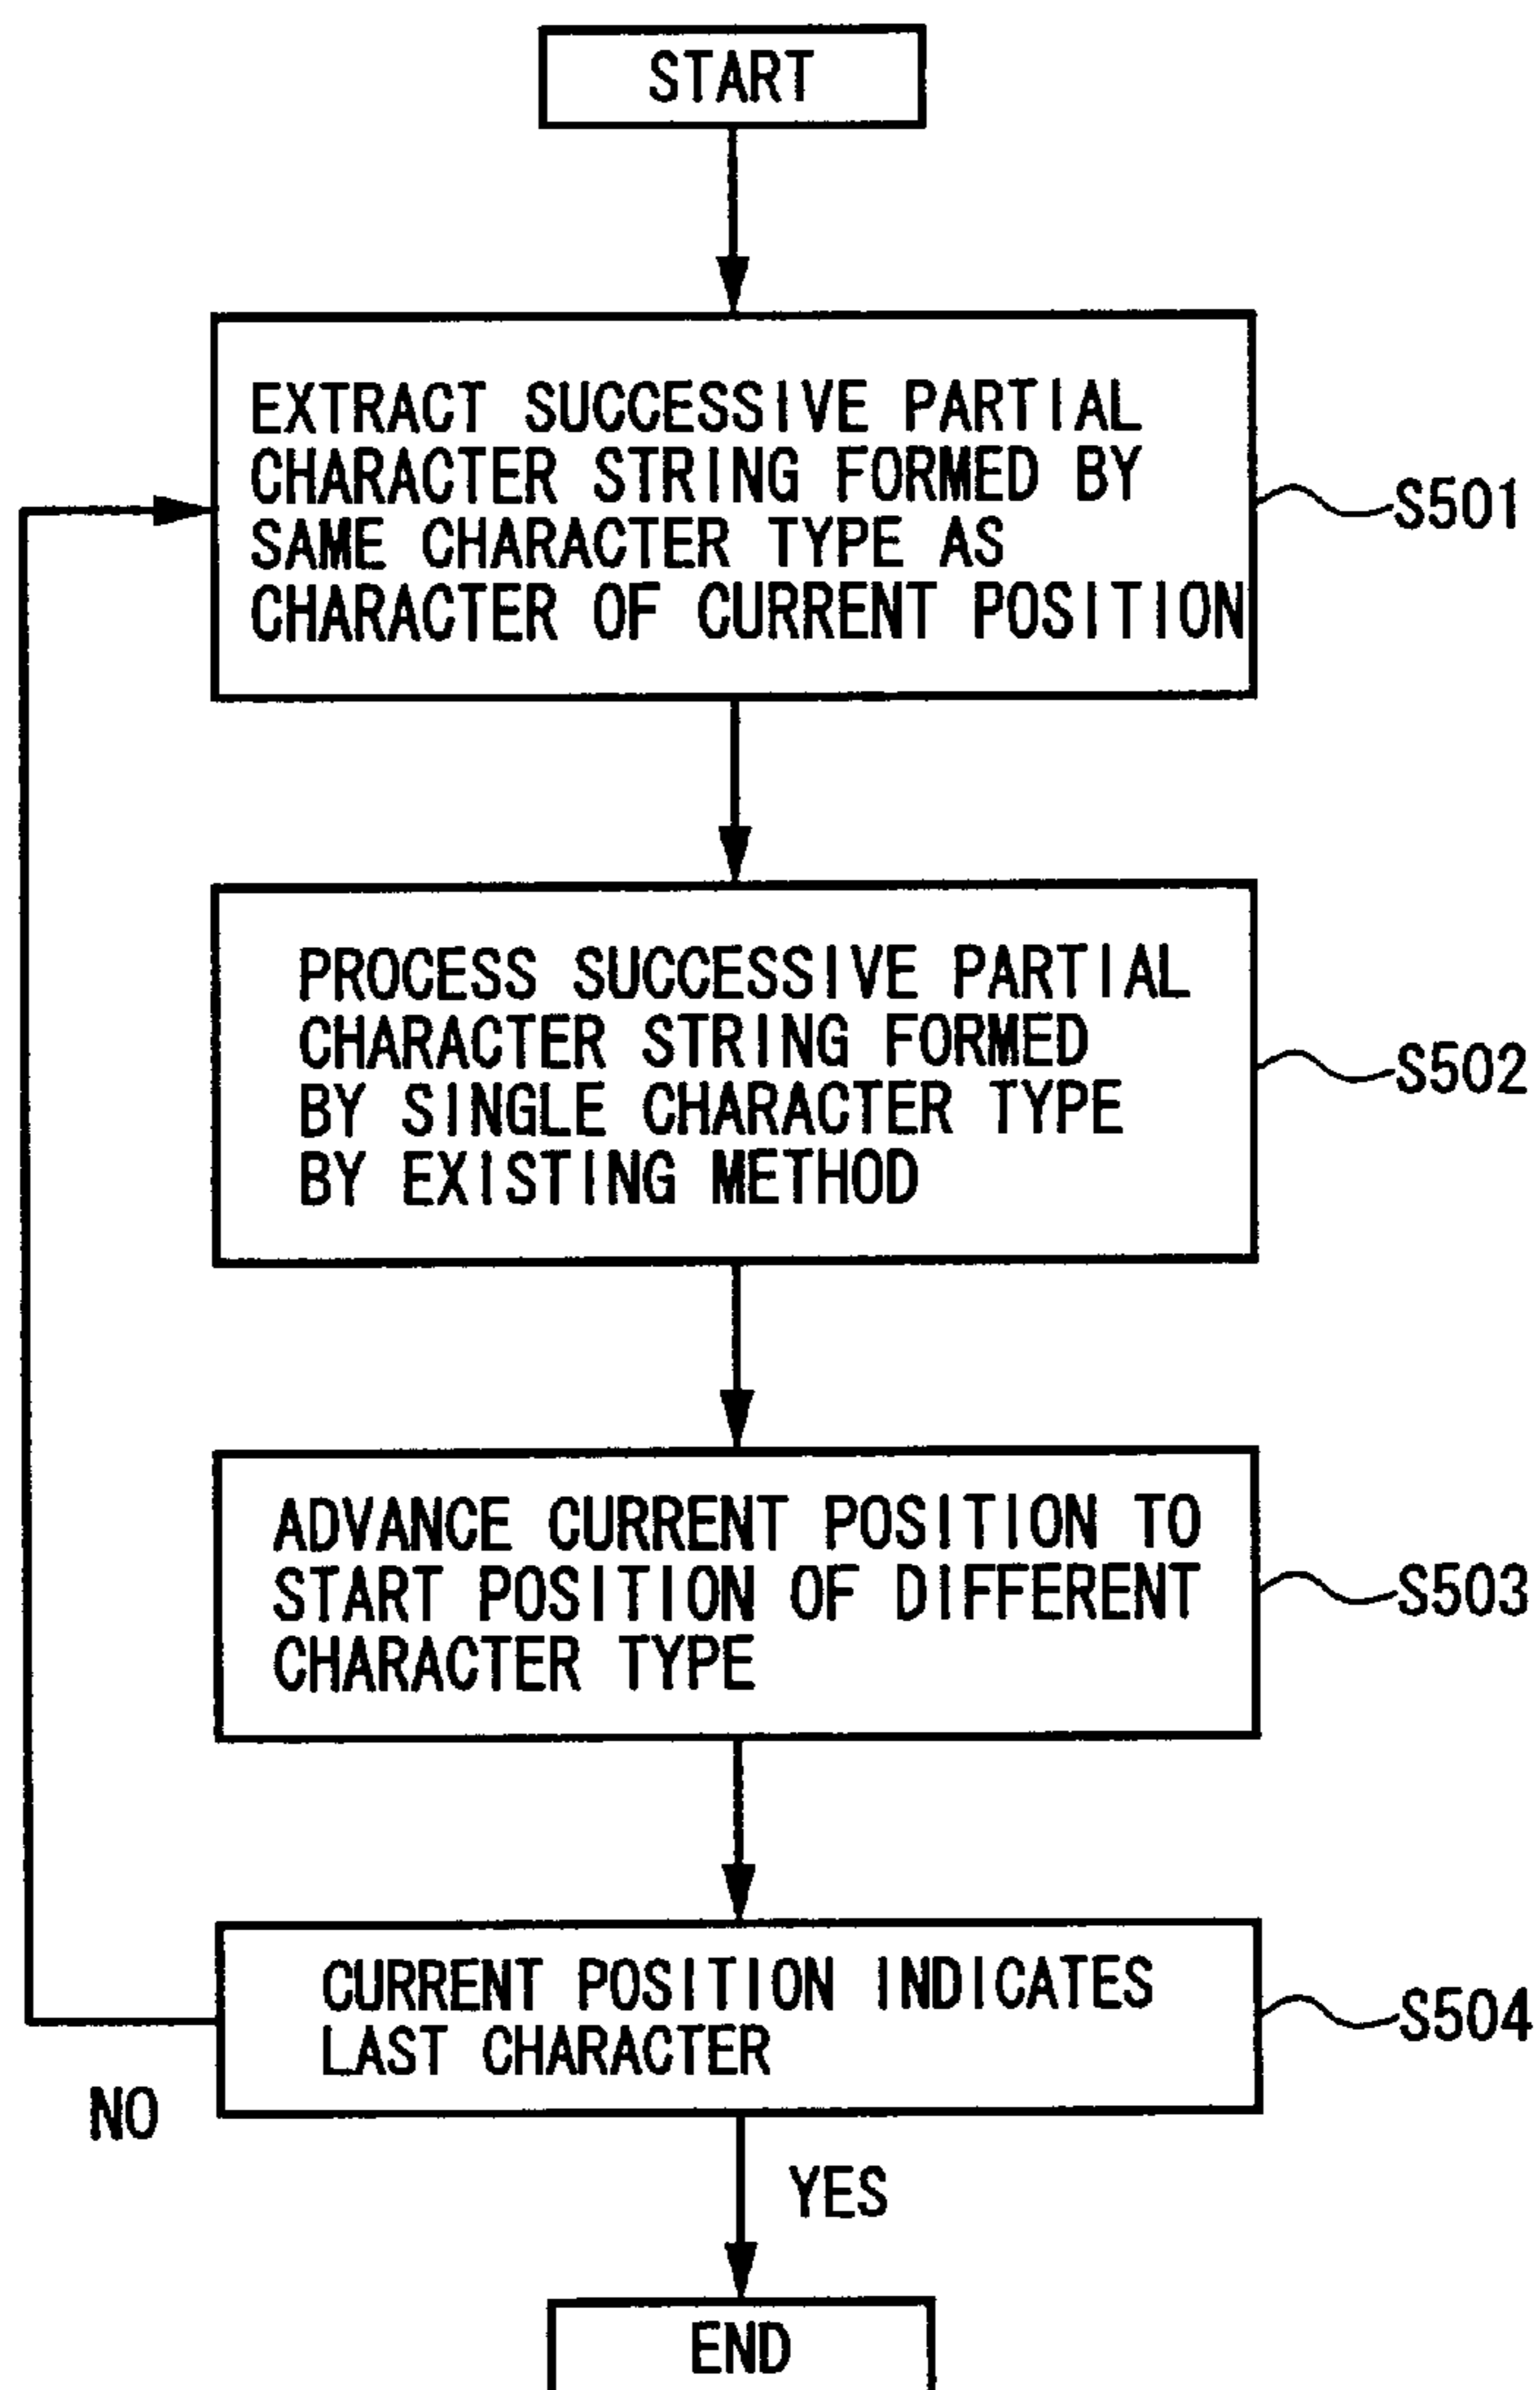 START
EXTRACT SUCCESSIVE PARTIAL
CHARACTER STRING FORMED BY
SAME CHARACTER TYPE AS
CHARACTER OF CURRENT POSITION
S501
PROCESS SUCCESSIVE PARTIAL
CHARACTER STRING FORMED
BY SINGLE CHARACTER TYPE
BY EXISTING METHOD
S502
ADVANCE CURRENT POSITION TO
START POSITION OF DIFFERENT
CHARACTER TYPE
S503
CURRENT POSITION INDICATES
LAST CHARACTER
S504
NO
YES
END